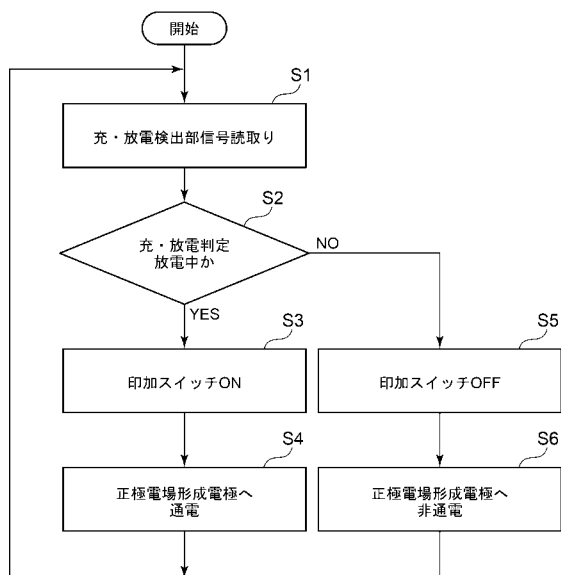 開始
S1
充・放電検出部信号読取り
S2
充・放電判定
放電中か
NO
YES
S3
印加スイッチON
S5
印加スイッチOFF
S4
正極電場形成電極へ
通電
S6
正極電場形成電極へ
非通電